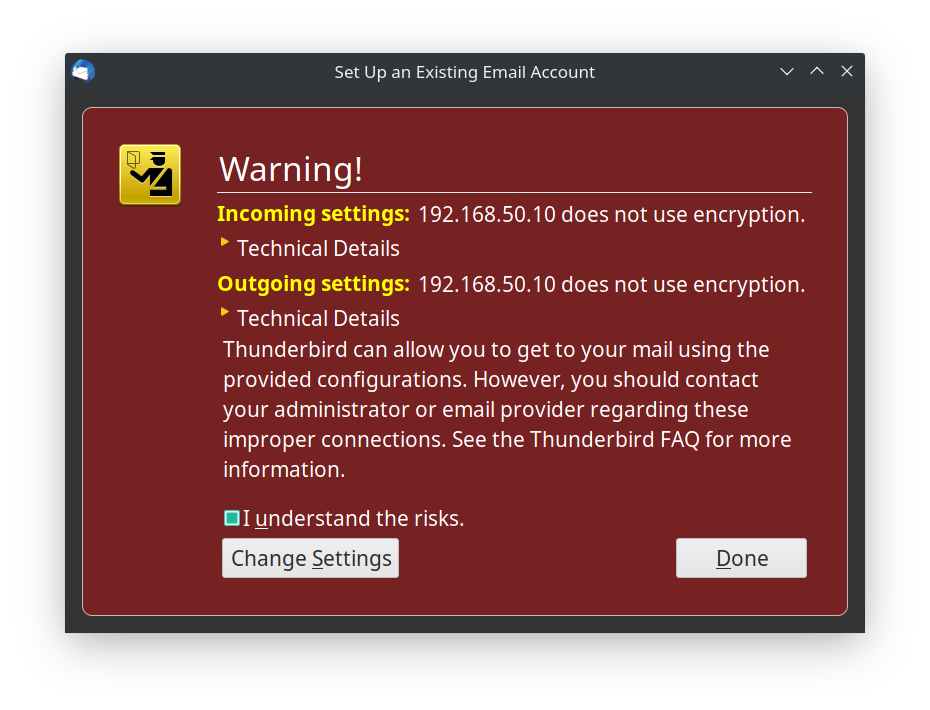 Set Up an Existing Email Account
Warning!
Incoming settings: 192.168.50.10 does not use encryption.
Technical Details
Outgoing settings: 192.168.50.10 does not use encryption.
Technical Details
Thunderbird can allow you to get to your mail using the
provided configurations. However, you should contact
your administrator or email provider regarding these
improper connections. See the Thunderbird FAQ for more
information.
I understand the risks.
Change Settings
Done